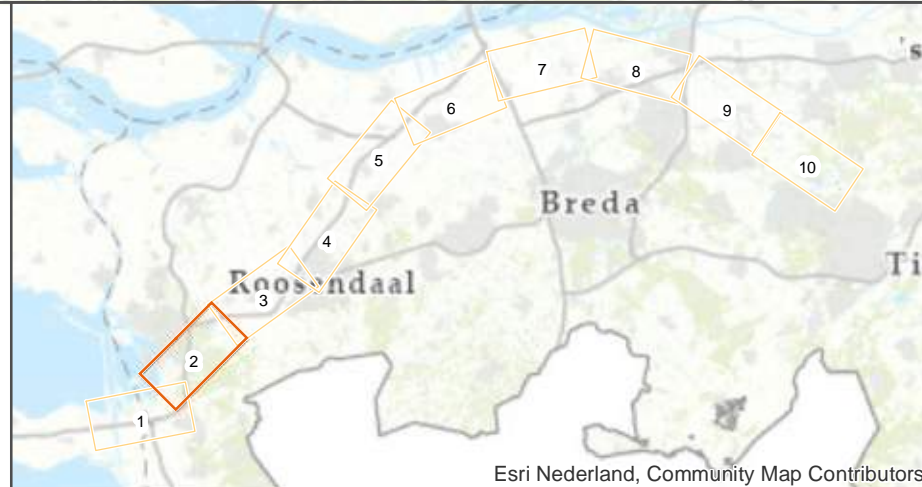 's
7
8
6
9
5
10
Breda
4
Ti
Roosendaal
3
2
1
Esri Nederland, Community Map Contributors